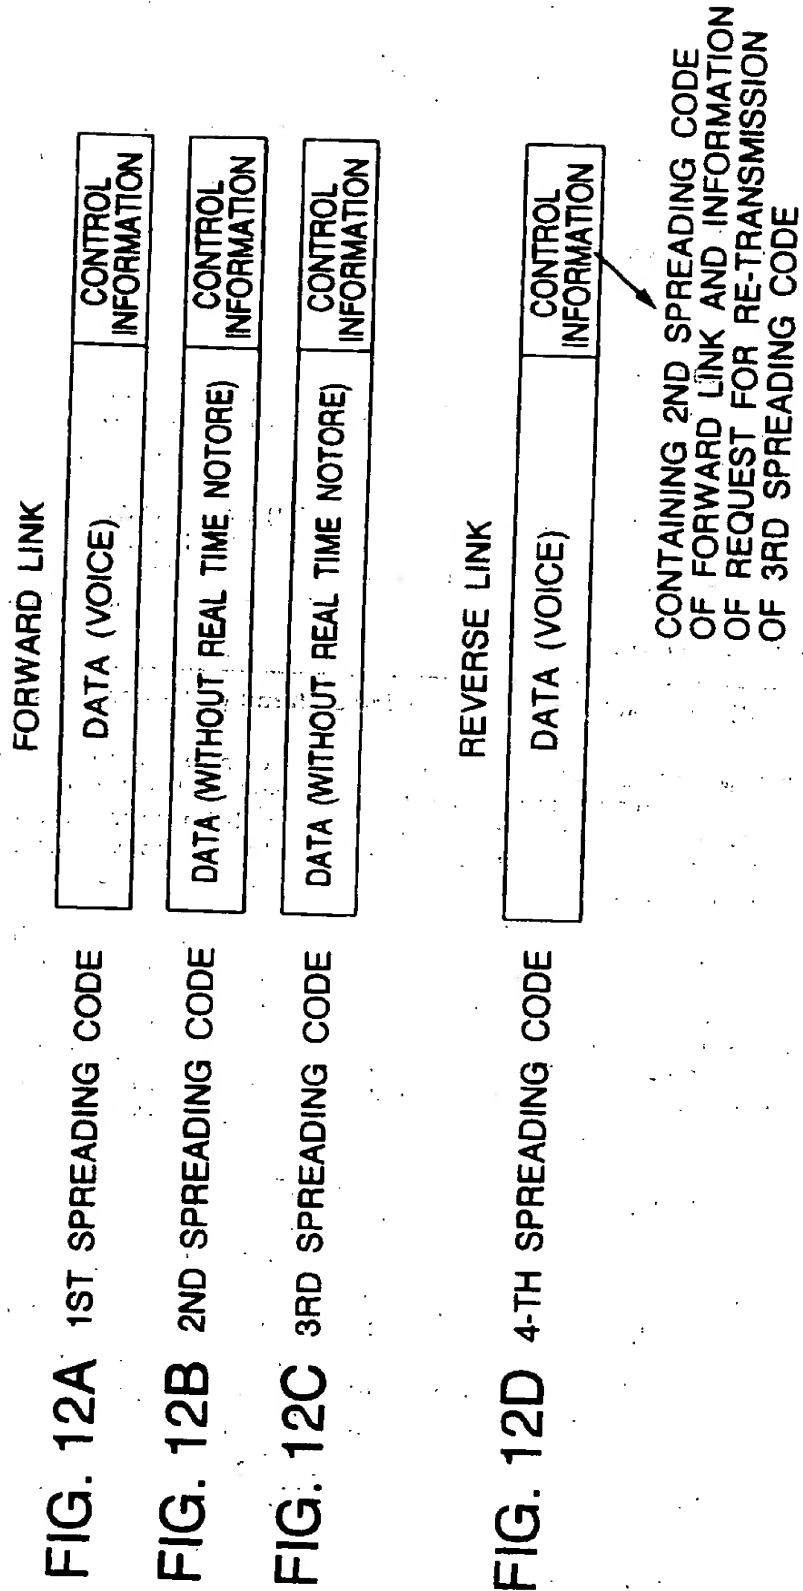 FORWARD LINK
FIG. 12A 1ST SPREADING CODE
DATA (VOICE)
CONTROL
INFORMATION
FIG. 12B 2ND SPREADING CODE
DATA (WITHOUT REAL TIME NOTORE)
CONTROL
INFORMATION
FIG. 12C 3RD SPREADING CODE
DATA (WITHOUT REAL TIME NOTORE)
CONTROL
INFORMATION
REVERSE LINK
FIG. 12D 4-TH SPREADING CODE
DATA (VOICE)
CONTROL
INFORMATION
CONTAINING 2ND SPREADING CODE
OF FORWARD LINK AND INFORMATION
OF REQUEST FOR RE-TRANSMISSION
OF 3RD SPREADING CODE